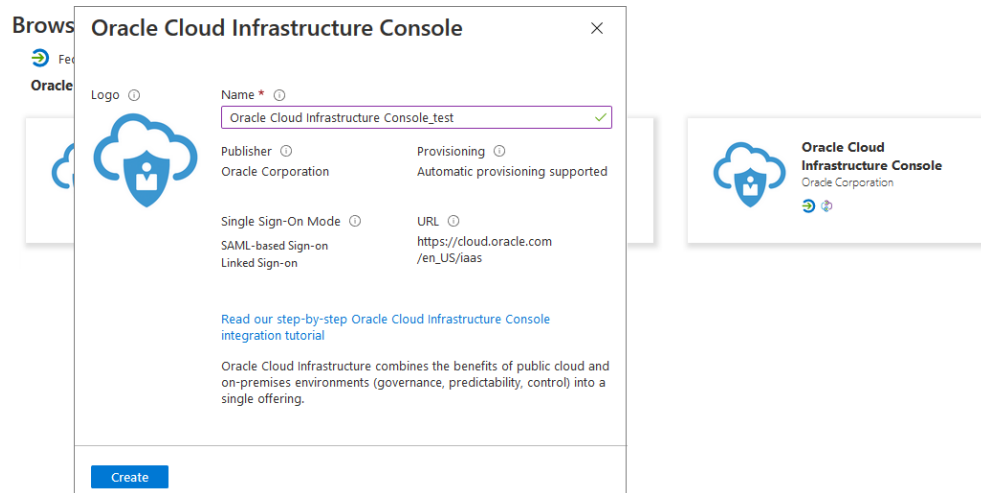 Brows
Oracle Cloud Infrastructure Console
Oracle
Logo
Name *
Oracle Cloud Infrastructure Console_test
Publisher
Provisioning
Oracle Corporation
Automatic provisioning supported
Single Sign-On Mode
URL
SAML-based Sign-on
https://cloud.oracle.com
Linked Sign-on
/en_US/iaas
Read our step-by-step Oracle Cloud Infrastructure Console
integration tutorial
Oracle Cloud Infrastructure combines the benefits of public cloud and
on-premises environments (governance, predictability, control) into a
single offering.
Create
Oracle Cloud
Infrastructure Console
Oracle Corporation